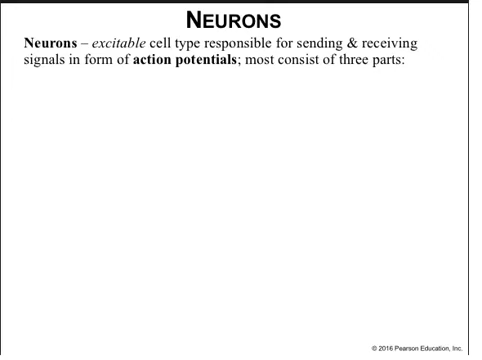 NEURONS
Neurons – excitable cell type responsible for sending & receiving
signals in form of action potentials; most consist of three parts:
© 2016 Pearson Education, Inc.